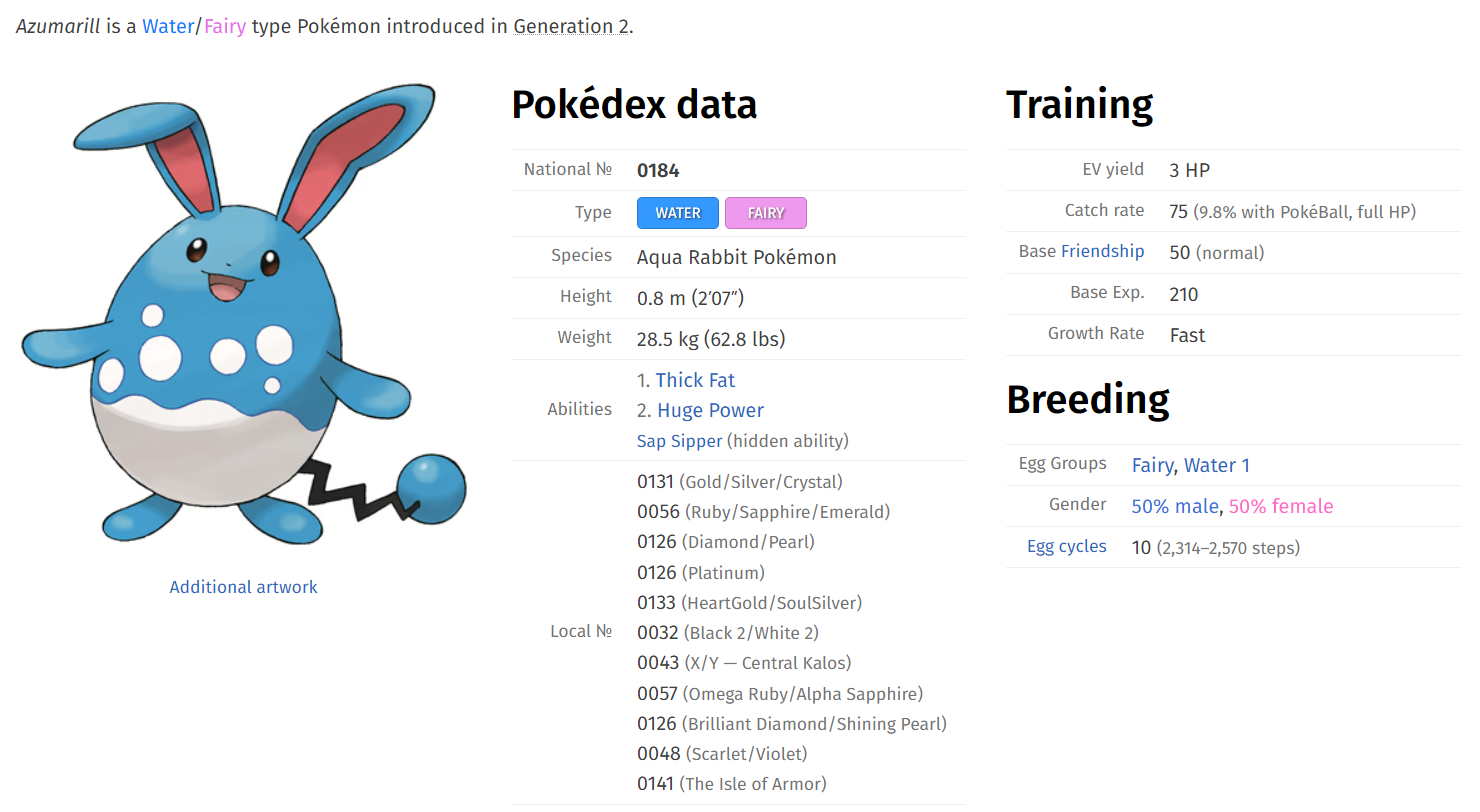 Azumarill is a Water/Fairy type Pokémon introduced in Generation 2.
Additional artwork
Pokédex data
National № 0184
Type WATER FAIRY
Species Aqua Rabbit Pokémon
Height 0.8 m (2′07″)
Weight 28.5 kg (62.8 lbs)
Abilities
1. Thick Fat
2. Huge Power
Sap Sipper (hidden ability)
Local №
0131 (Gold/Silver/Crystal)
0056 (Ruby/Sapphire/Emerald)
0126 (Diamond/Pearl)
0126 (Platinum)
0133 (HeartGold/SoulSilver)
0032 (Black 2/White 2)
0043 (X/Y — Central Kalos)
0057 (Omega Ruby/Alpha Sapphire)
0126 (Brilliant Diamond/Shining Pearl)
0048 (Scarlet/Violet)
0141 (The Isle of Armor)
Training
EV yield 3 HP
Catch rate 75 (9.8% with PokéBall, full HP)
Base Friendship 50 (normal)
Base Exp. 210
Growth Rate Fast
Breeding
Egg Groups Fairy, Water 1
Gender 50% male, 50% female
Egg cycles 10 (2,314–2,570 steps)